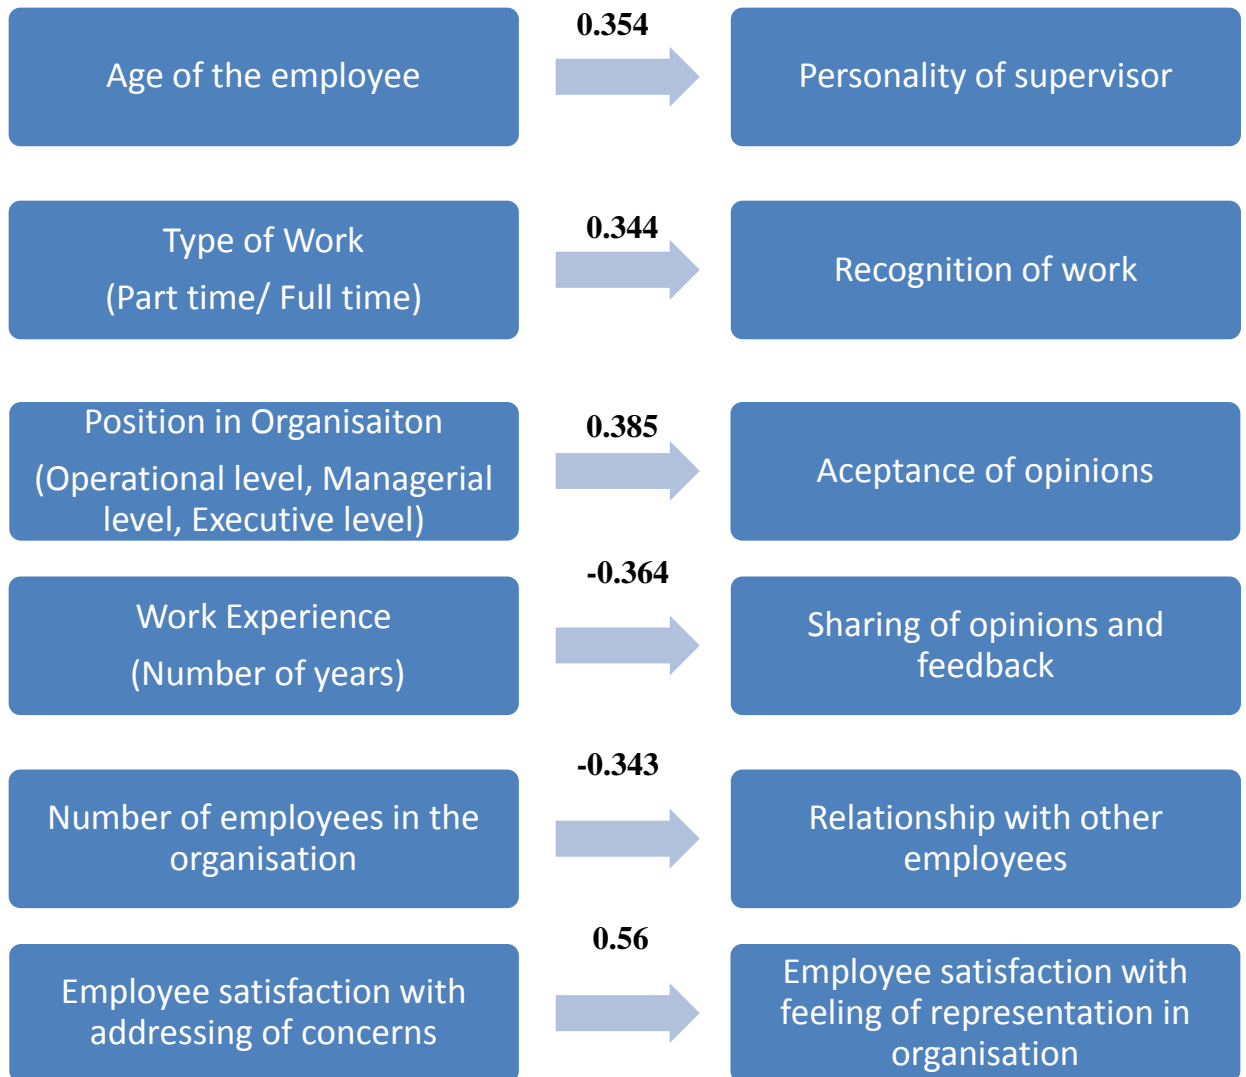 0.354
Age of the employee
Personality of supervisor
0.344
Type of Work
(Part time/ Full time)
Recognition of work
0.385
Position in Organisaiton
(Operational level, Managerial
level, Executive level)
Aceptance of opinions
-0.364
Work Experience
(Number of years)
Sharing of opinions and
feedback
-0.343
Number of employees in the
organisation
Relationship with other
employees
0.56
Employee satisfaction with
addressing of concerns
Employee satisfaction with
feeling of representation in
organisation